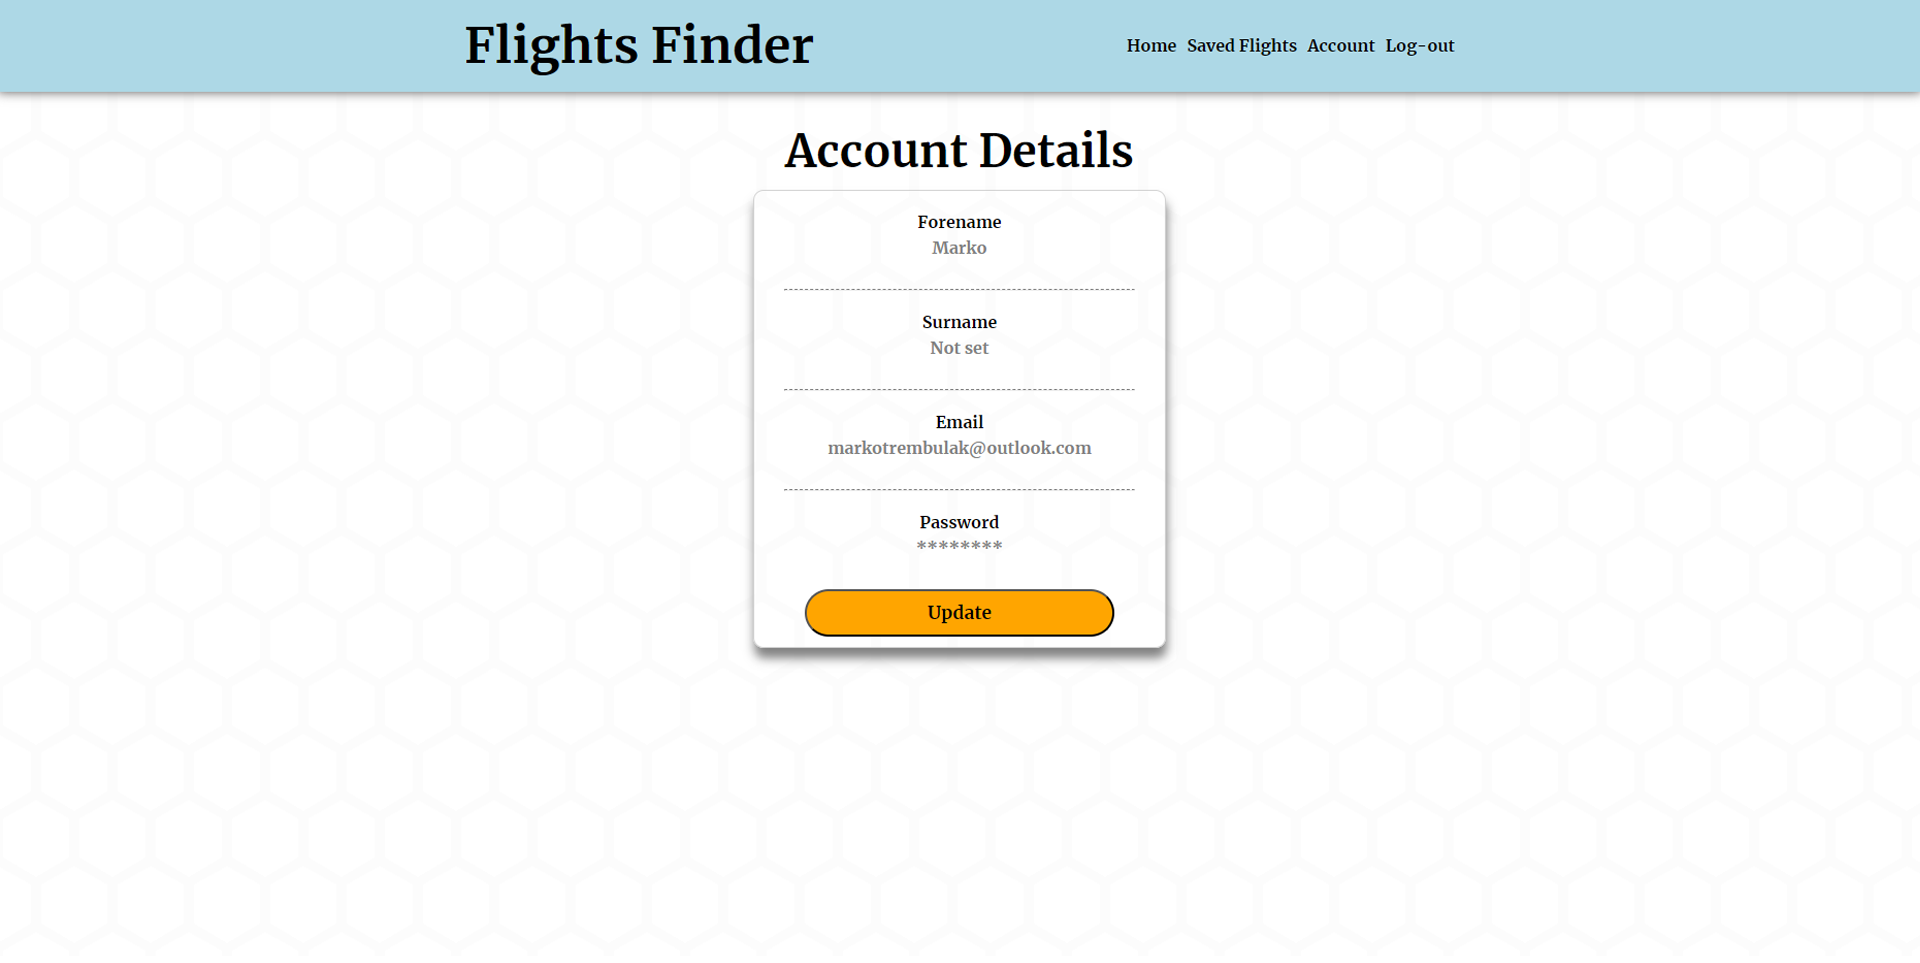 Flights Finder
Home Saved Flights Account Log-out
Account Details
Forename
Marko
Surname
Not set
Email
markotrembulak@outlook.com
Password
********
Update